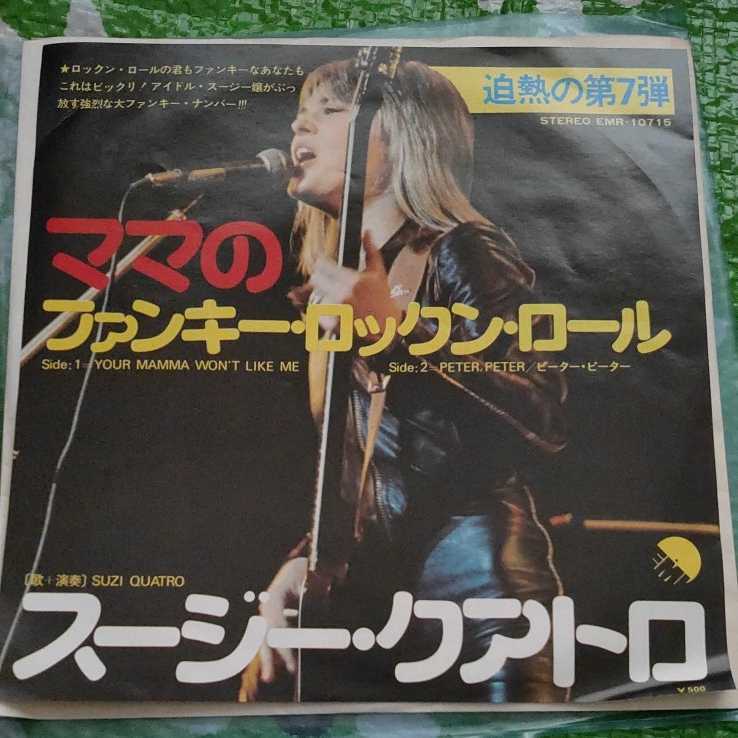 ★ロックン・ロールの君もファンキーなあなたも
これはビックリ！アイドル・スージー嬢がぶっ
放す強烈な大ファンキー・ナンバー!!!
迫熱の第7弾
STEREO EMR-10715
ママの
ファンキー・ロックン・ロール
Side: 1=YOUR MAMMA WON'T LIKE ME
Side: 2=PETER, PETER／ピーター・ピーター
EMI
〔歌＋演奏〕SUZI QUATRO
スージー・クアトロ
¥500